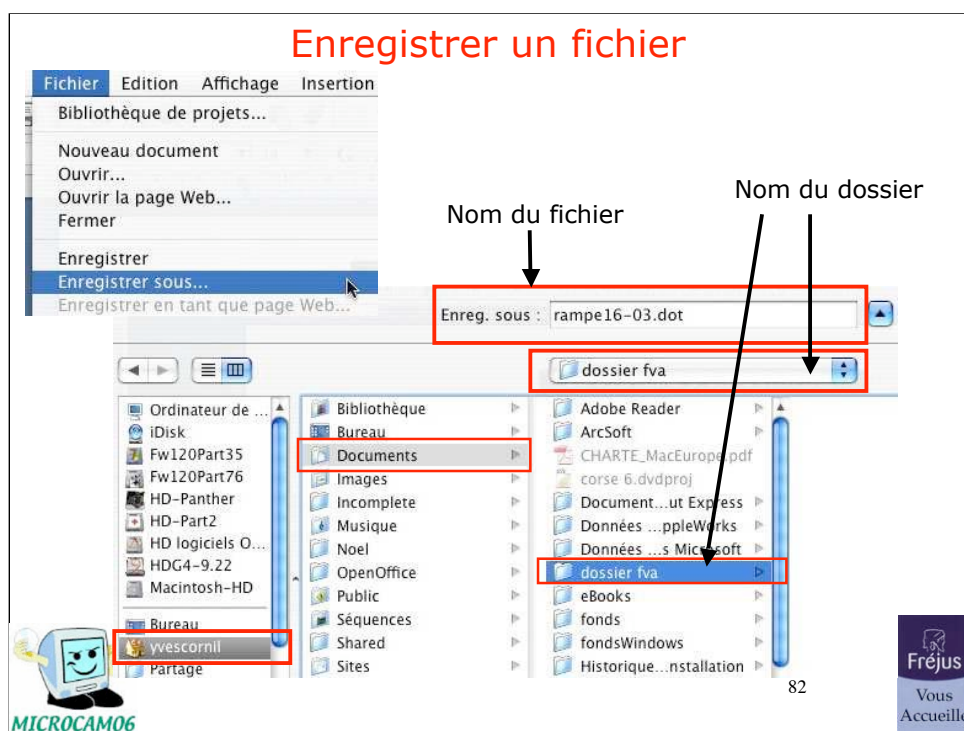 Enregistrer un fichier
Fichier Edition Affichage Insertion
Bibliothèque de projets...
Nouveau document
Ouvrir...
Ouvrir la page Web...
Fermer
Enregistrer
Enregistrer sous...
Enregistrer en tant que page Web...
Nom du fichier
Nom du dossier
Enreg. sous : rampe16-03.dot
dossier fva
Ordinateur de ...
iDisk
Fw120Part35
Fw120Part76
HD-Panther
HD-Part2
HD logiciels O...
HDG4-9.22
Macintosh-HD
Bureau
yvescornil
Partage
Bibliothèque
Bureau
Documents
Images
Incomplete
Musique
Noel
OpenOffice
Public
Séquences
Shared
Sites
Adobe Reader
ArcSoft
CHARTE_MacEurope.pdf
corse 6.dvdproj
Document...ut Express
Données ...ppleWorks
Données ...s Microsoft
dossier fva
eBooks
fonds
fondsWindows
Historique...nstallation
82
MICROCAM06
Fréjus
Vous
Accueille